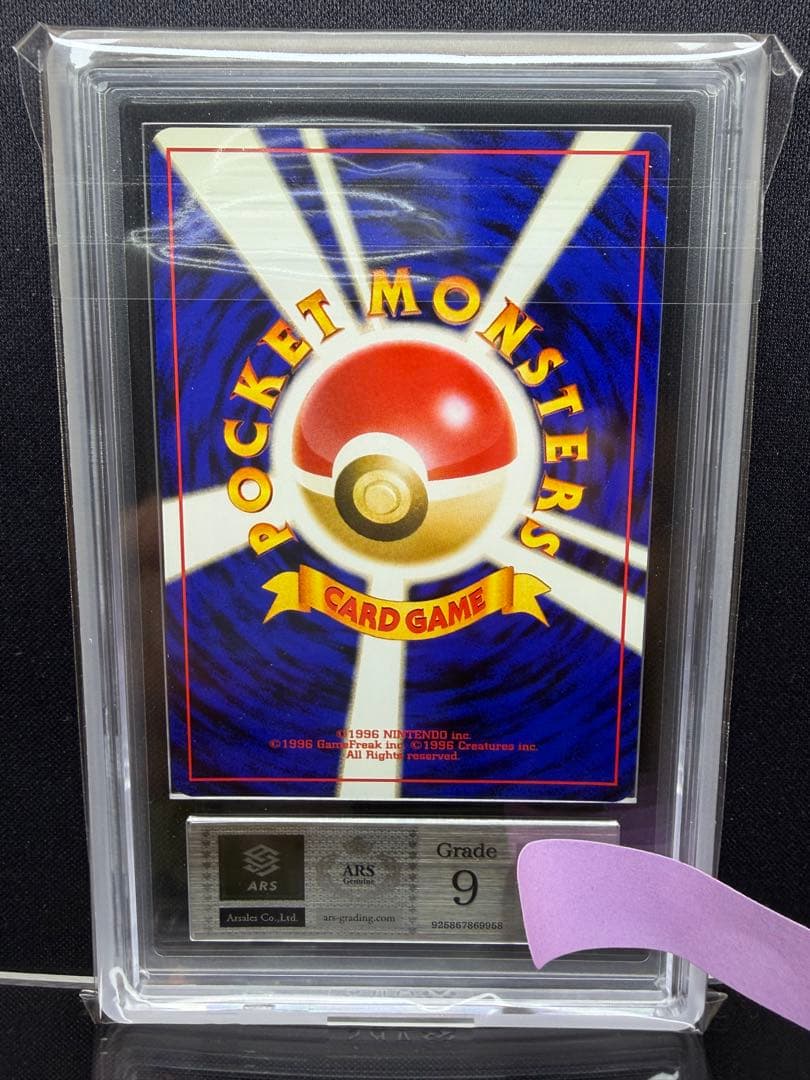 POCKET MONSTERS
CARD GAME
©1996 NINTENDO inc.
©1996 GameFreak inc. ©1996 Creatures inc.
All Rights reserved.
ARS
Arsales Co.,Ltd.
ARS
Genuine
ars-grading.com
Grade
9
925867869958